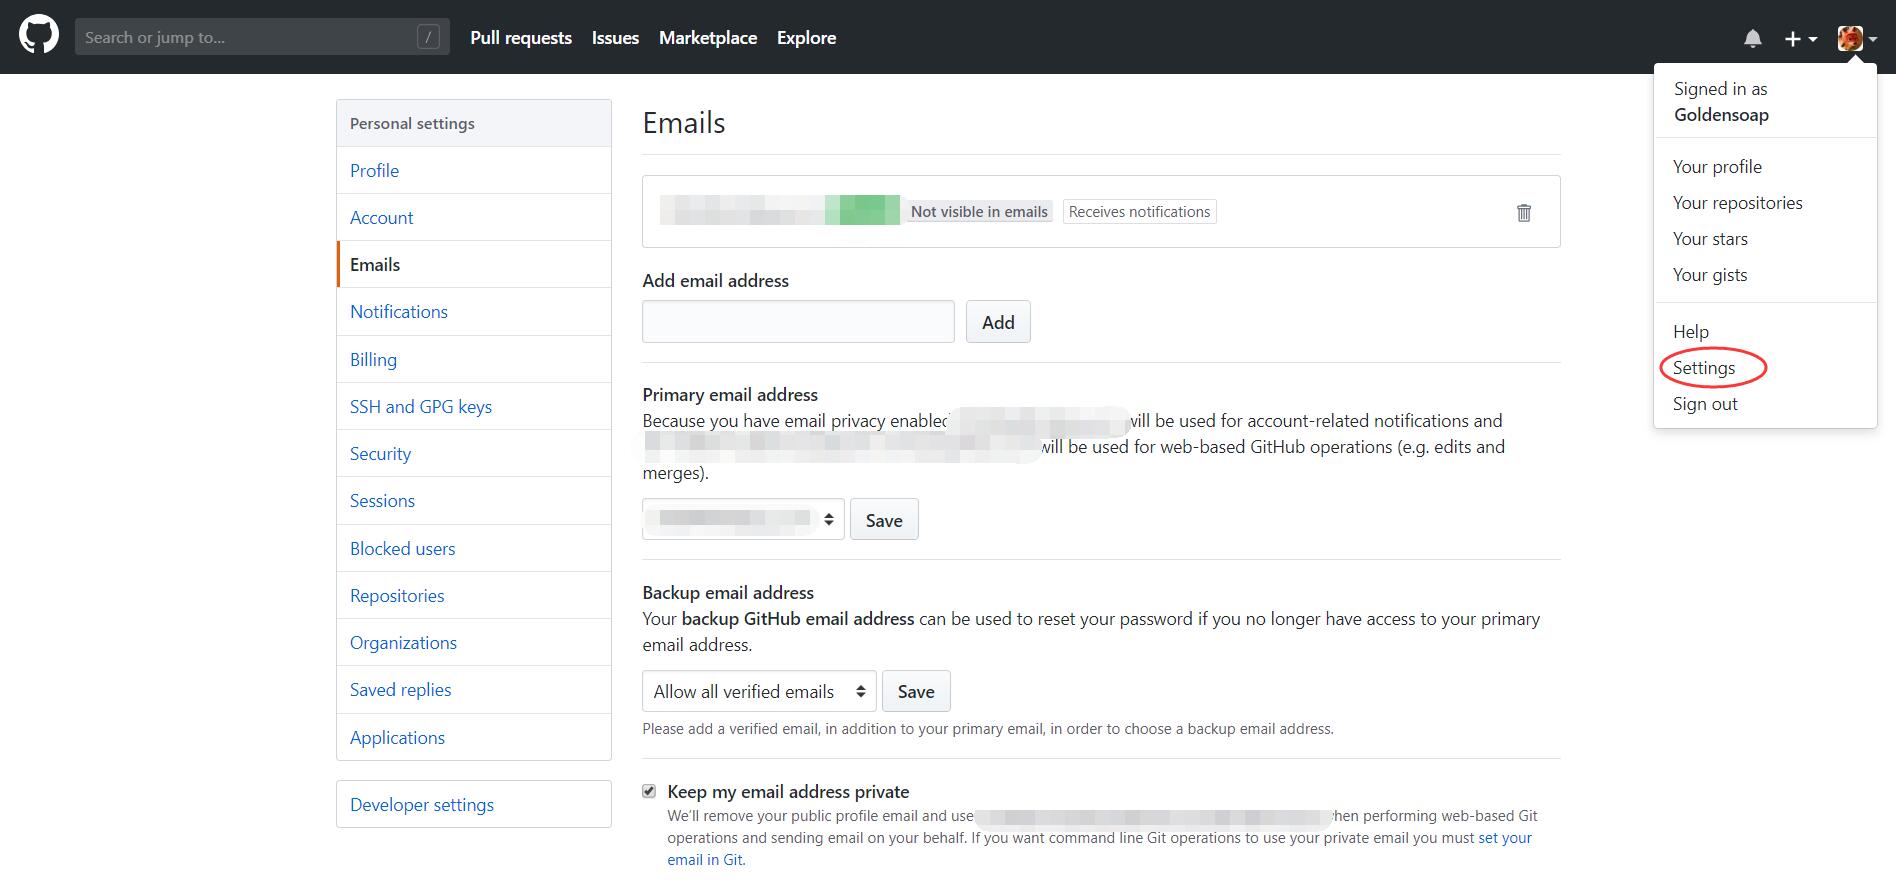 Search or jump to... /
Pull requests Issues Marketplace Explore
Signed in as
Goldensoap
Your profile
Your repositories
Your stars
Your gists
Help
Settings
Sign out
Personal settings
Profile
Account
Emails
Notifications
Billing
SSH and GPG keys
Security
Sessions
Blocked users
Repositories
Organizations
Saved replies
Applications
Developer settings
Emails
Not visible in emails Receives notifications
Add email address
Add
Primary email address
Because you have email privacy enabled will be used for account-related notifications and
will be used for web-based GitHub operations (e.g. edits and
merges).
Save
Backup email address
Your backup GitHub email address can be used to reset your password if you no longer have access to your primary
email address.
Allow all verified emails Save
Please add a verified email, in addition to your primary email, in order to choose a backup email address.
Keep my email address private
We'll remove your public profile email and use when performing web-based Git
operations and sending email on your behalf. If you want command line Git operations to use your private email you must set your
email in Git.